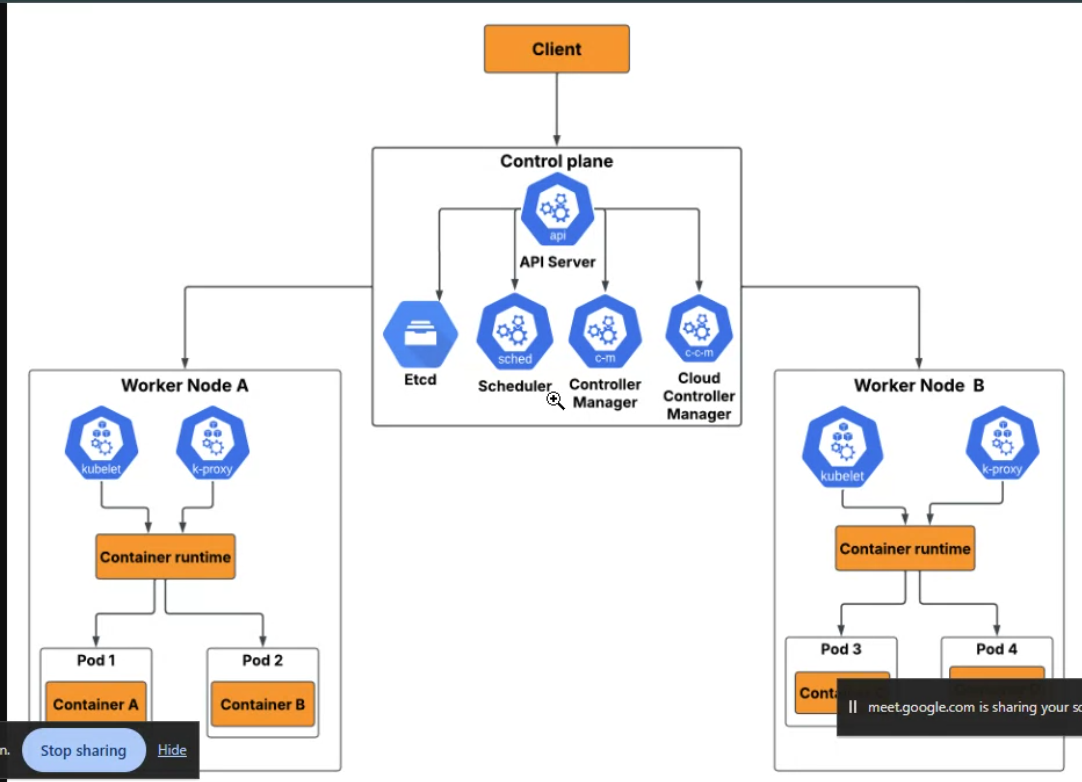 Client
Control plane
api
API Server
sched
c-m
c-c-m
Etcd
Scheduler
Controller
Manager
Cloud
Controller
Manager
Worker Node A
kubelet
k-proxy
Container runtime
Pod 1
Pod 2
Container A
Container B
Worker Node B
kubelet
k-proxy
Container runtime
Pod 3
Pod 4
n.
Stop sharing
Hide
meet.google.com is sharing your